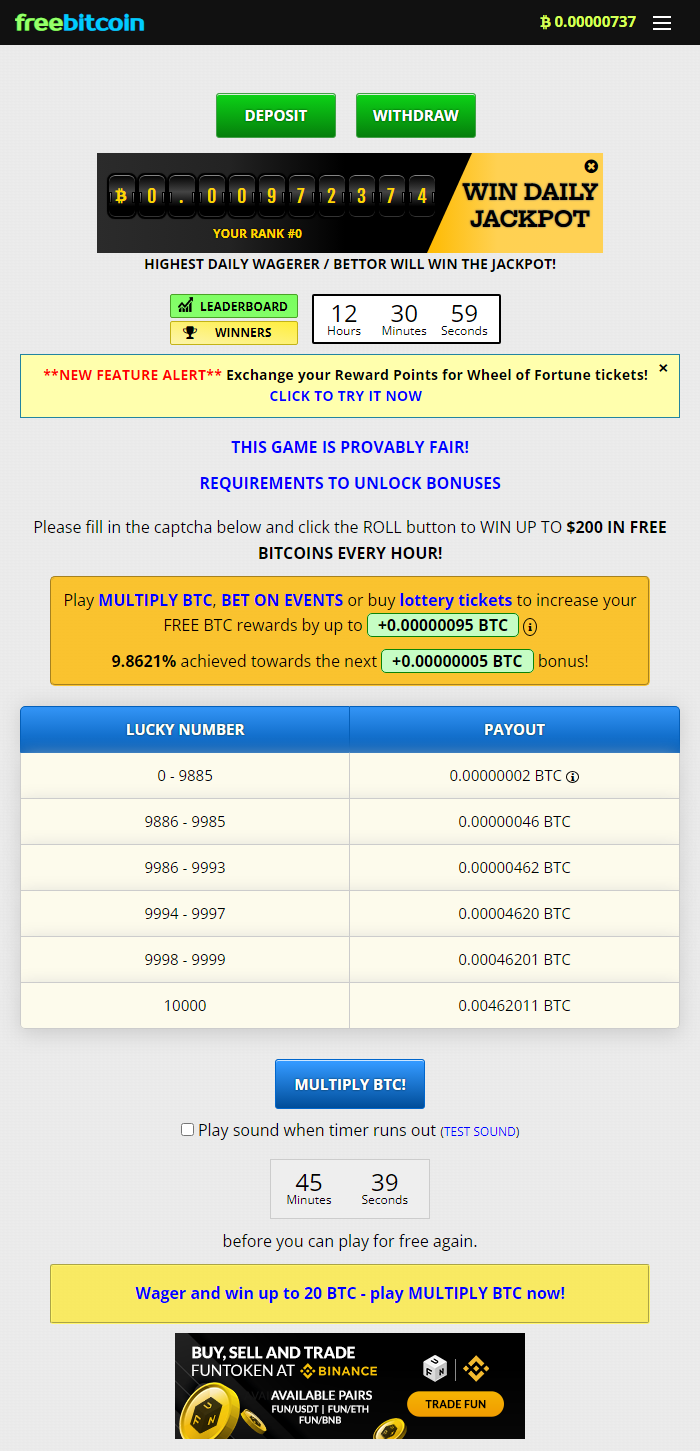 freebitcoin
₿ 0.00000737
DEPOSIT
WITHDRAW
₿ 0 . 0 0 9 7 2 3 7 4
WIN DAILY
JACKPOT
YOUR RANK #0
HIGHEST DAILY WAGERER / BETTOR WILL WIN THE JACKPOT!
LEADERBOARD
WINNERS
12 30 59
Hours Minutes Seconds
**NEW FEATURE ALERT** Exchange your Reward Points for Wheel of Fortune tickets!
CLICK TO TRY IT NOW
THIS GAME IS PROVABLY FAIR!
REQUIREMENTS TO UNLOCK BONUSES
Please fill in the captcha below and click the ROLL button to WIN UP TO $200 IN FREE
BITCOINS EVERY HOUR!
Play MULTIPLY BTC, BET ON EVENTS or buy lottery tickets to increase your
FREE BTC rewards by up to +0.00000095 BTC
9.8621% achieved towards the next +0.00000005 BTC bonus!
LUCKY NUMBER PAYOUT
0 - 9885 0.00000002 BTC
9886 - 9985 0.00000046 BTC
9986 - 9993 0.00000462 BTC
9994 - 9997 0.00004620 BTC
9998 - 9999 0.00046201 BTC
10000 0.00462011 BTC
MULTIPLY BTC!
Play sound when timer runs out (TEST SOUND)
45 39
Minutes Seconds
before you can play for free again.
Wager and win up to 20 BTC - play MULTIPLY BTC now!
BUY, SELL AND TRADE
FUNTOKEN AT BINANCE
AVAILABLE PAIRS
FUN/USDT | FUN/ETH
FUN/BNB
TRADE FUN